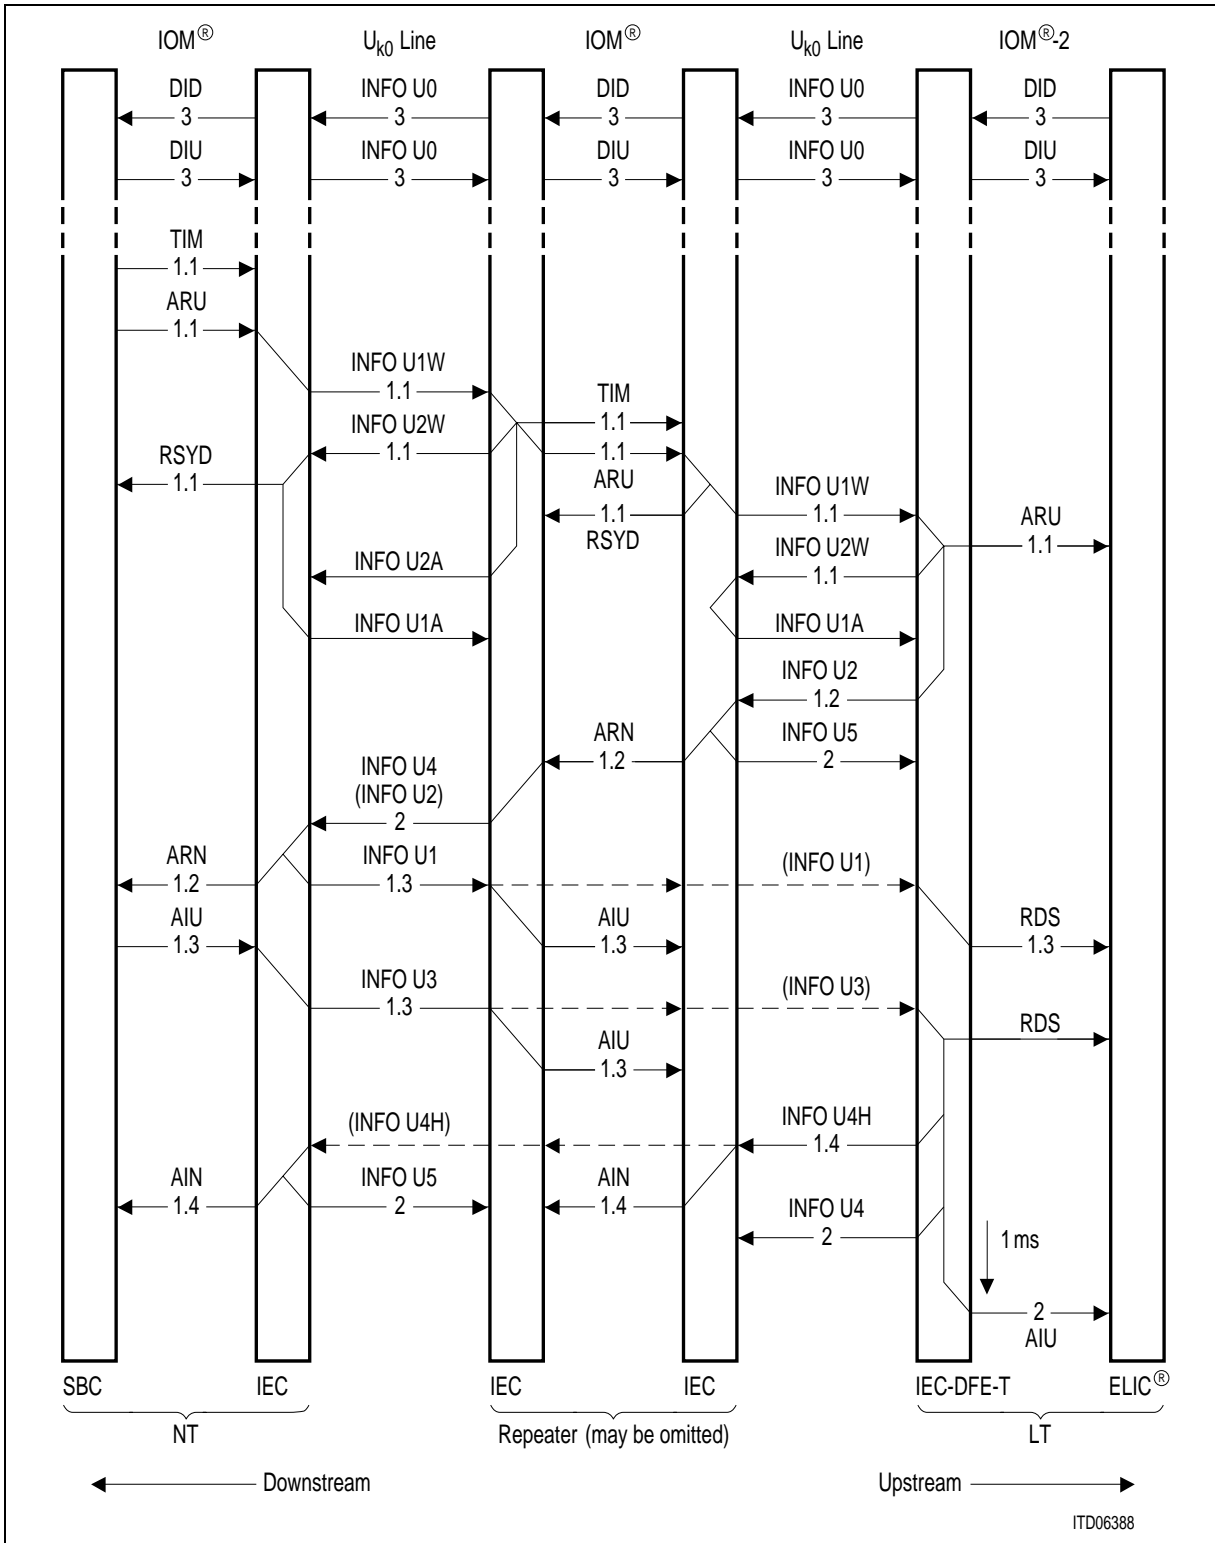 IOM® U_k0 Line IOM® U_k0 Line IOM®-2
DID INFO U0 DID INFO U0 DID
3 3 3 3 3
DIU INFO U0 DIU INFO U0 DIU
3 3 3 3 3
TIM
1.1
ARU
1.1
INFO U1W
1.1 TIM
INFO U2W 1.1
1.1 1.1
RSYD ARU INFO U1W
1.1 1.1 1.1 ARU
RSYD INFO U2W 1.1
INFO U2A 1.1
INFO U1A INFO U1A
INFO U2
1.2
ARN INFO U5
1.2 2
INFO U4
(INFO U2)
2
ARN INFO U1 (INFO U1)
1.2 1.3
AIU AIU RDS
1.3 1.3 1.3
INFO U3 (INFO U3)
1.3
RDS
AIU
1.3
(INFO U4H) INFO U4H
1.4
AIN INFO U5 AIN
1.4 2 1.4
INFO U4
2 1 ms
2
AIU
SBC IEC IEC IEC IEC-DFE-T ELIC®
NT Repeater (may be omitted) LT
Downstream Upstream
ITD06388